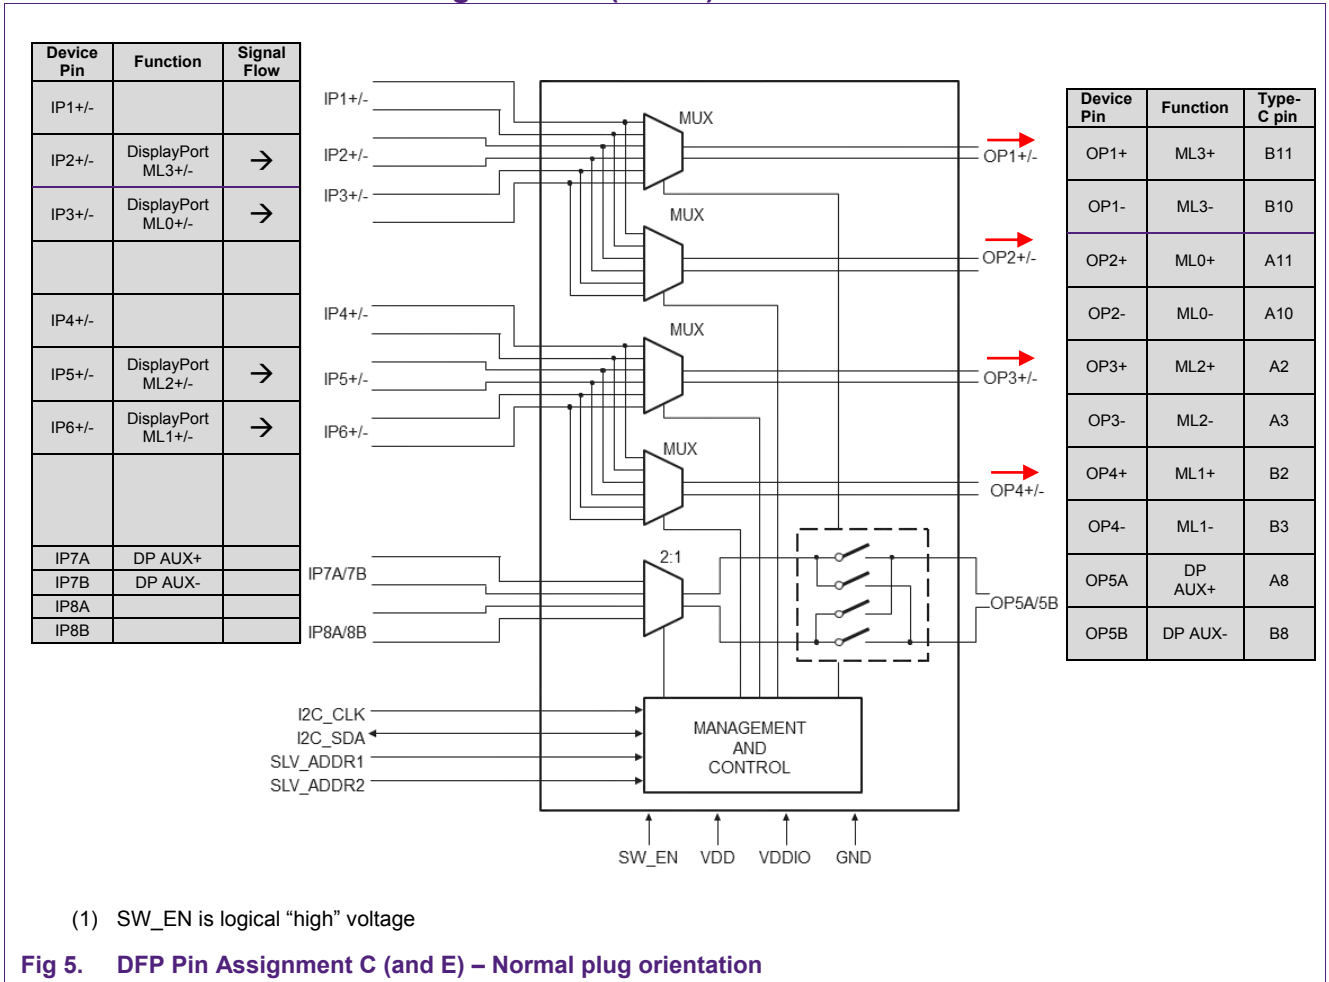 Device Pin Function Signal Flow
IP1+/-
IP2+/- DisplayPort ML3+/- →
IP3+/- DisplayPort ML0+/- →
IP4+/-
IP5+/- DisplayPort ML2+/- →
IP6+/- DisplayPort ML1+/- →
IP7A DP AUX+
IP7B DP AUX-
IP8A
IP8B
IP1+/-
IP2+/-
IP3+/-
IP4+/-
IP5+/-
IP6+/-
IP7A/7B
IP8A/8B
I2C_CLK
I2C_SDA
SLV_ADDR1
SLV_ADDR2
MUX
MUX
MUX
MUX
2:1
MANAGEMENT
AND
CONTROL
SW_EN VDD VDDIO GND
OP1+/-
OP2+/-
OP3+/-
OP4+/-
OP5A/5B
Device Pin Function Type-C pin
OP1+ ML3+ B11
OP1- ML3- B10
OP2+ ML0+ A11
OP2- ML0- A10
OP3+ ML2+ A2
OP3- ML2- A3
OP4+ ML1+ B2
OP4- ML1- B3
OP5A DP AUX+ A8
OP5B DP AUX- B8
(1) SW_EN is logical “high” voltage
Fig 5. DFP Pin Assignment C (and E) – Normal plug orientation